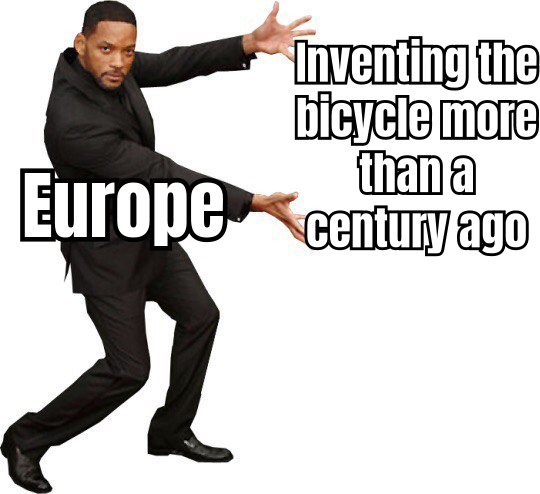 Inventing the
bicycle more
than a
century ago
Europe